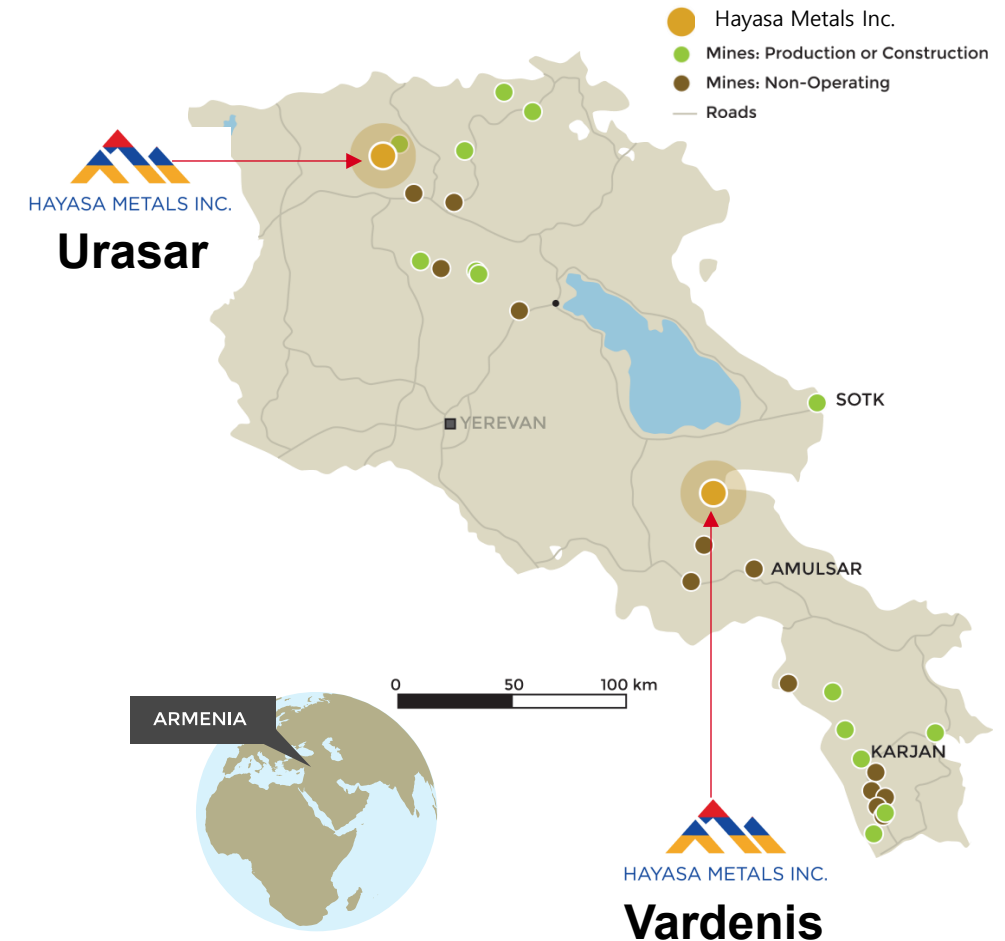 Hayasa Metals Inc.
Mines: Production or Construction
Mines: Non-Operating
Roads
HAYASA METALS INC.
Urasar
SOTK
YEREVAN
AMULSAR
0 50 100 km
ARMENIA
KARJAN
HAYASA METALS INC.
Vardenis